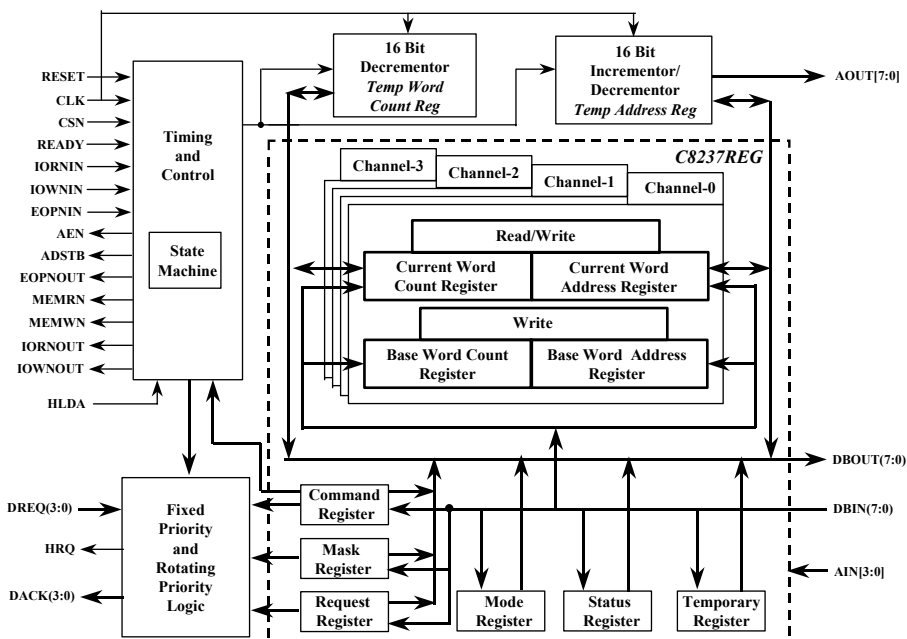 16 Bit
Decrementor
Temp Word
Count Reg
16 Bit
Incrementor/
Decrementor
Temp Address Reg
AOUT[7:0]
RESET
CLK
CSN
READY
IORNIN
IOWNIN
EOPNIN
AEN
ADSTB
EOPNOUT
MEMRN
MEMWN
IORNOUT
IOWNOUT
HLDA
Timing
and
Control
State
Machine
C8237REG
Channel-3
Channel-2
Channel-1
Channel-0
Read/Write
Current Word
Count Register
Current Word
Address Register
Write
Base Word Count
Register
Base Word Address
Register
DBOUT(7:0)
DREQ(3:0)
HRQ
DACK(3:0)
Fixed
Priority
and
Rotating
Priority
Logic
Command
Register
Mask
Register
Request
Register
DBIN(7:0)
AIN[3:0]
Mode
Register
Status
Register
Temporary
Register